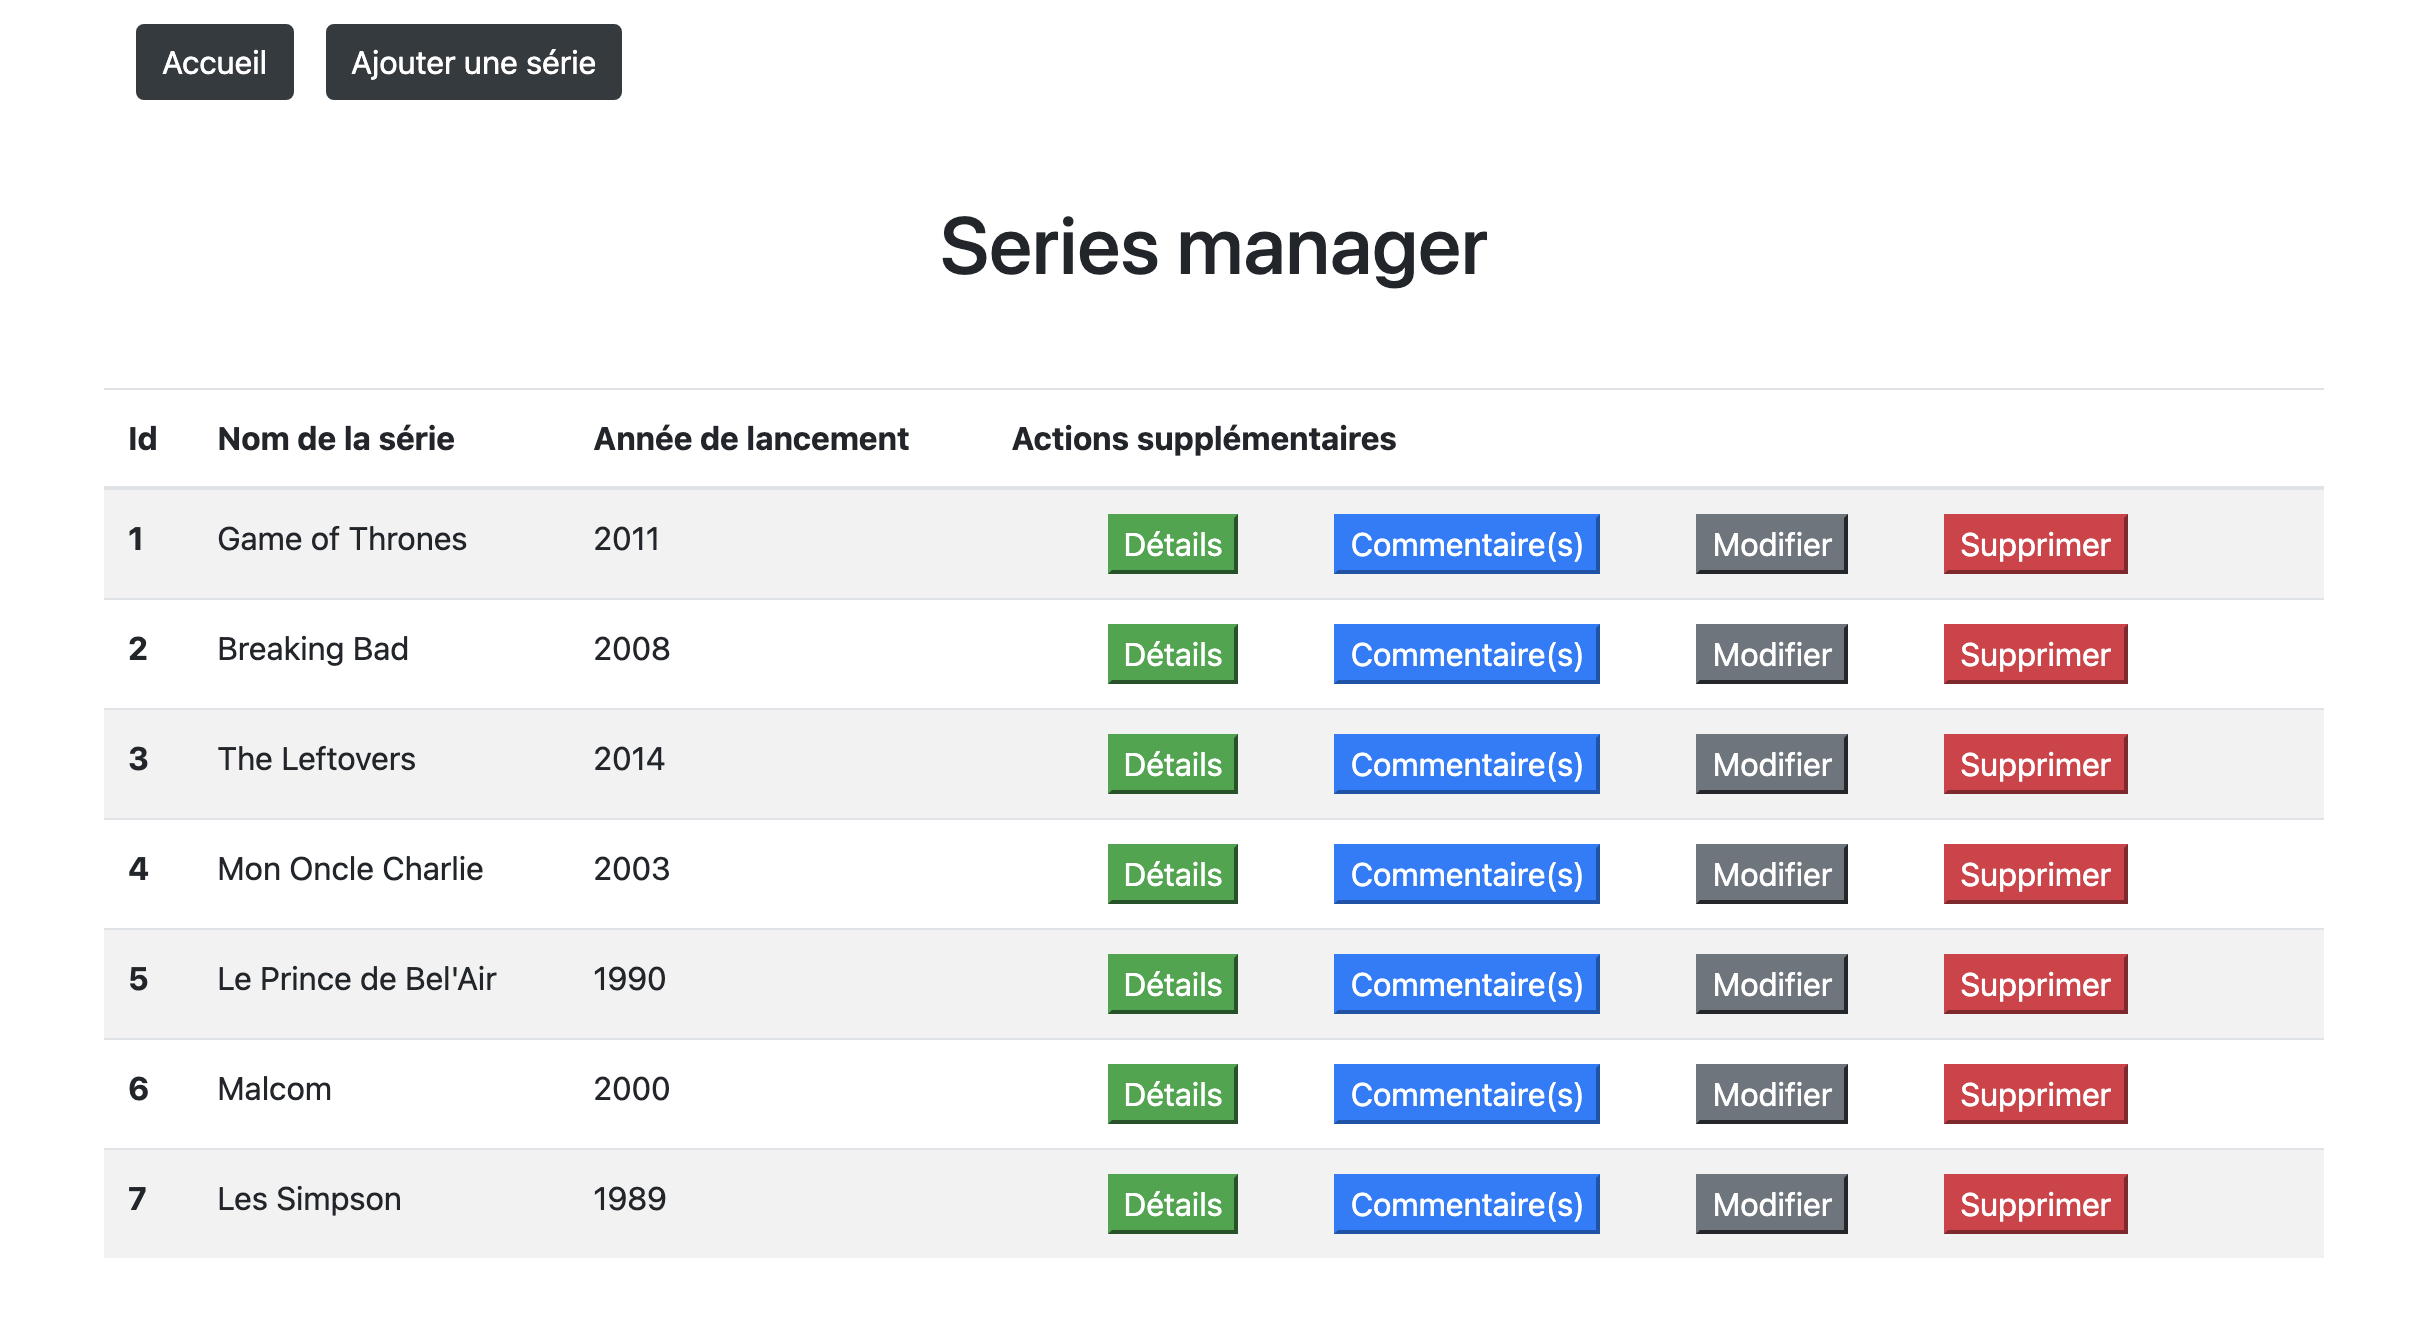 Accueil Ajouter une série
Series manager
Id Nom de la série Année de lancement Actions supplémentaires
1 Game of Thrones 2011 Détails Commentaire(s) Modifier Supprimer
2 Breaking Bad 2008 Détails Commentaire(s) Modifier Supprimer
3 The Leftovers 2014 Détails Commentaire(s) Modifier Supprimer
4 Mon Oncle Charlie 2003 Détails Commentaire(s) Modifier Supprimer
5 Le Prince de Bel'Air 1990 Détails Commentaire(s) Modifier Supprimer
6 Malcom 2000 Détails Commentaire(s) Modifier Supprimer
7 Les Simpson 1989 Détails Commentaire(s) Modifier Supprimer